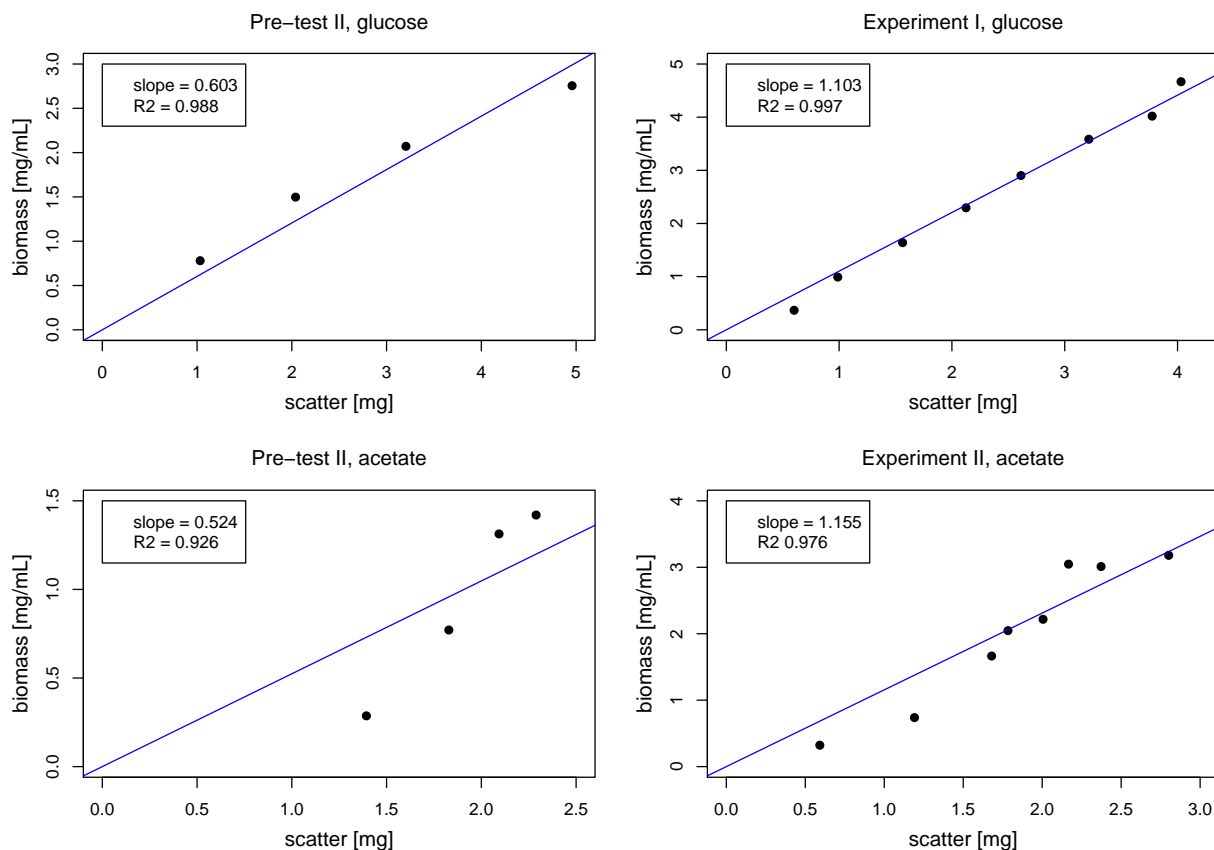 Pre−test II, glucose
slope = 0.603
R2 = 0.988
biomass [mg/mL]
0.0 0.5 1.0 1.5 2.0 2.5 3.0
0 1 2 3 4 5
scatter [mg]
Experiment I, glucose
slope = 1.103
R2 = 0.997
biomass [mg/mL]
0 1 2 3 4 5
0 1 2 3 4
scatter [mg]
Pre−test II, acetate
slope = 0.524
R2 = 0.926
biomass [mg/mL]
0.0 0.5 1.0 1.5
0.0 0.5 1.0 1.5 2.0 2.5
scatter [mg]
Experiment II, acetate
slope = 1.155
R2 0.976
biomass [mg/mL]
0 1 2 3 4
0.0 0.5 1.0 1.5 2.0 2.5 3.0
scatter [mg]